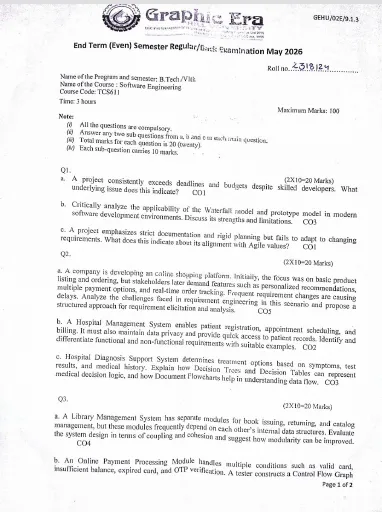 GEHU/02E/9.1.3
Graphic Era
End Term (Even) Semester Regular/Back Examination May 2026
Roll no. 2318124
Name of the Program and semester: B.Tech/VIth
Name of the Course : Software Engineering
Course Code: TCS611
Time: 3 hours
Maximum Marks: 100
Note:
(i) All the questions are compulsory.
(ii) Answer any two sub questions from a, b and c to each main question.
(iii) Total marks for each question is 20 (twenty).
(iv) Each sub-question carries 10 marks.
Q1.
(2X10=20 Marks)
a. A project consistently exceeds deadlines and budgets despite skilled developers. What
underlying issue does this indicate? CO1
b. Critically analyze the applicability of the Waterfall model and prototype model in modern
software development environments. Discuss its strengths and limitations. CO3
c. A project emphasizes strict documentation and rigid planning but fails to adapt to changing
requirements. What does this indicate about its alignment with Agile values? CO1
Q2.
(2X10=20 Marks)
a. A company is developing an online shopping platform. Initially, the focus was on basic product
listing and ordering, but stakeholders later demand features such as personalized recommendations,
multiple payment options, and real-time order tracking. Frequent requirement changes are causing
delays. Analyze the challenges faced in requirement engineering in this scenario and propose a
structured approach for requirement elicitation and analysis. CO5
b. A Hospital Management System enables patient registration, appointment scheduling, and
billing. It must also maintain data privacy and provide quick access to patient records. Identify and
differentiate functional and non-functional requirements with suitable examples. CO2
c. Hospital Diagnosis Support System determines treatment options based on symptoms, test
results, and medical history. Explain how Decision Trees and Decision Tables can represent
medical decision logic, and how Document Flowcharts help in understanding data flow. CO3
Q3.
(2X10=20 Marks)
a. A Library Management System has separate modules for book issuing, returning, and catalog
management, but these modules frequently depend on each other's internal data structures. Evaluate
the system design in terms of coupling and cohesion and suggest how modularity can be improved.
CO4
b. An Online Payment Processing Module handles multiple conditions such as valid card,
insufficient balance, expired card, and OTP verification. A tester constructs a Control Flow Graph
Page 1 of 2